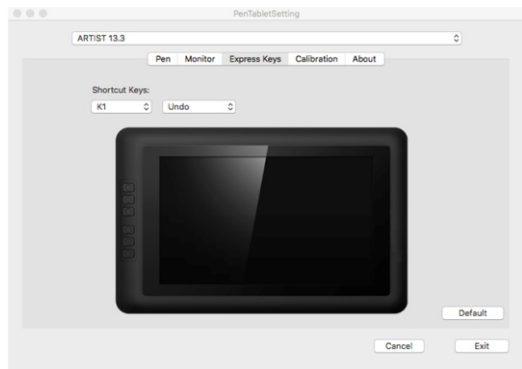 PenTabletSetting
ARTIST 13.3
Pen Monitor Express Keys Calibration About
Shortcut Keys:
K1 Undo
Default
Cancel Exit